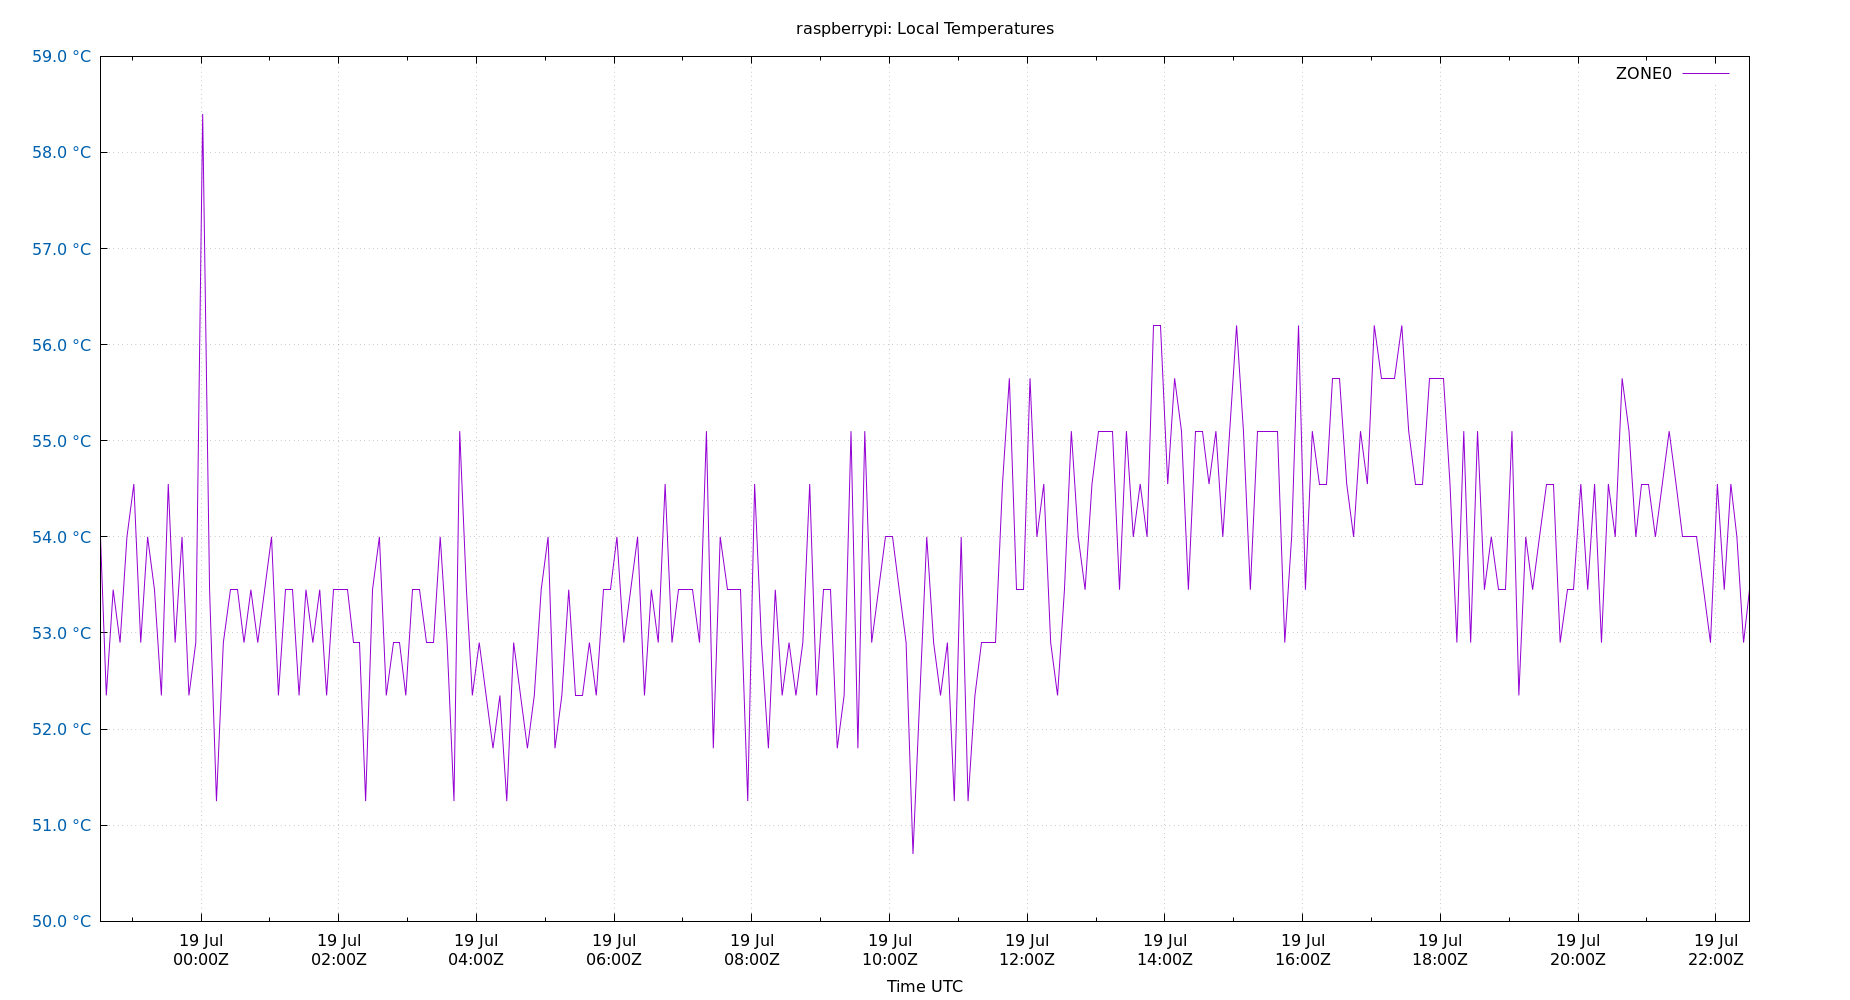 raspberrypi: Local Temperatures
59.0 °C
ZONE0
58.0 °C
57.0 °C
56.0 °C
55.0 °C
54.0 °C
53.0 °C
52.0 °C
51.0 °C
50.0 °C
19 Jul 19 Jul 19 Jul 19 Jul 19 Jul 19 Jul 19 Jul 19 Jul 19 Jul 19 Jul 19 Jul 19 Jul
00:00Z 02:00Z 04:00Z 06:00Z 08:00Z 10:00Z 12:00Z 14:00Z 16:00Z 18:00Z 20:00Z 22:00Z
Time UTC